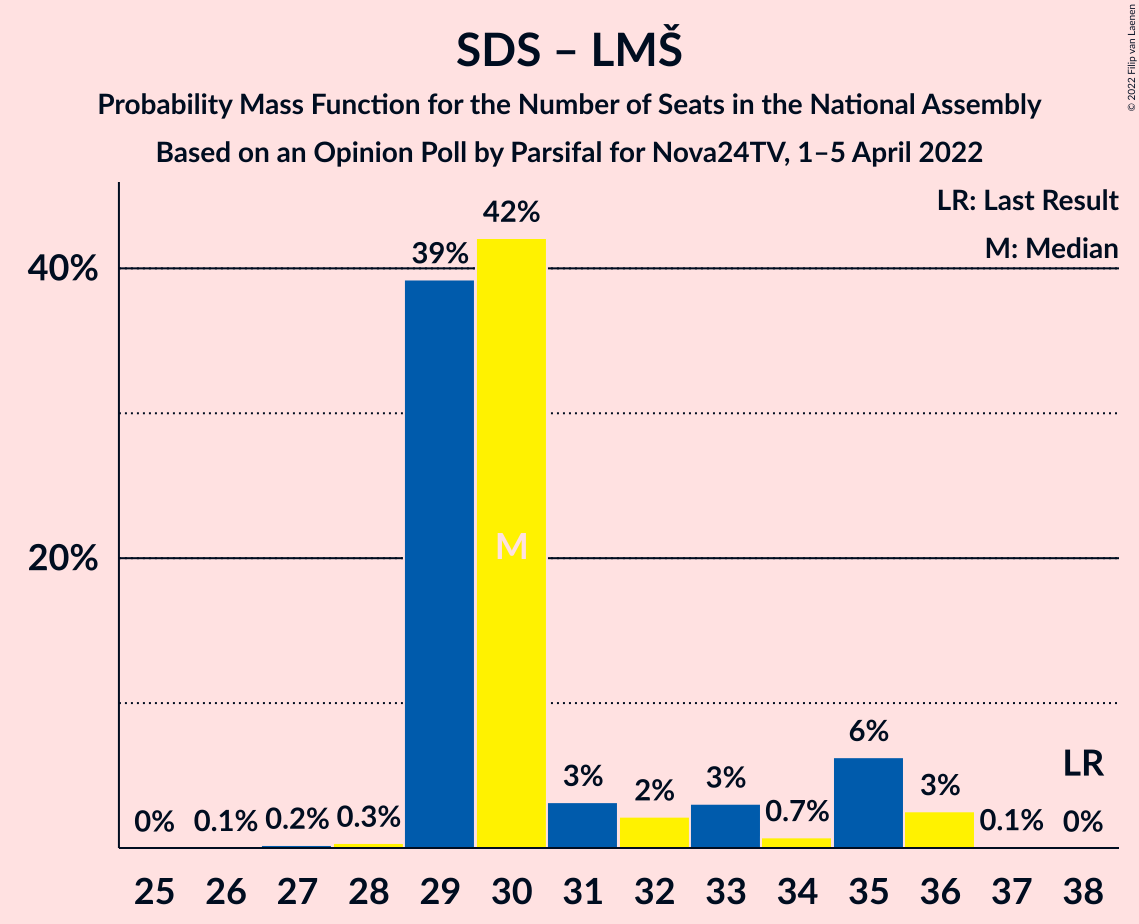 SDS – LMŠ
Probability Mass Function for the Number of Seats in the National Assembly
Based on an Opinion Poll by Parsifal for Nova24TV, 1–5 April 2022
© 2022 Filip van Laenen
LR: Last Result
M: Median
40%
20%
0%
0.1%
0.2%
0.3%
39%
42%
3%
2%
3%
0.7%
6%
3%
0.1%
0%
M
LR
25 26 27 28 29 30 31 32 33 34 35 36 37 38